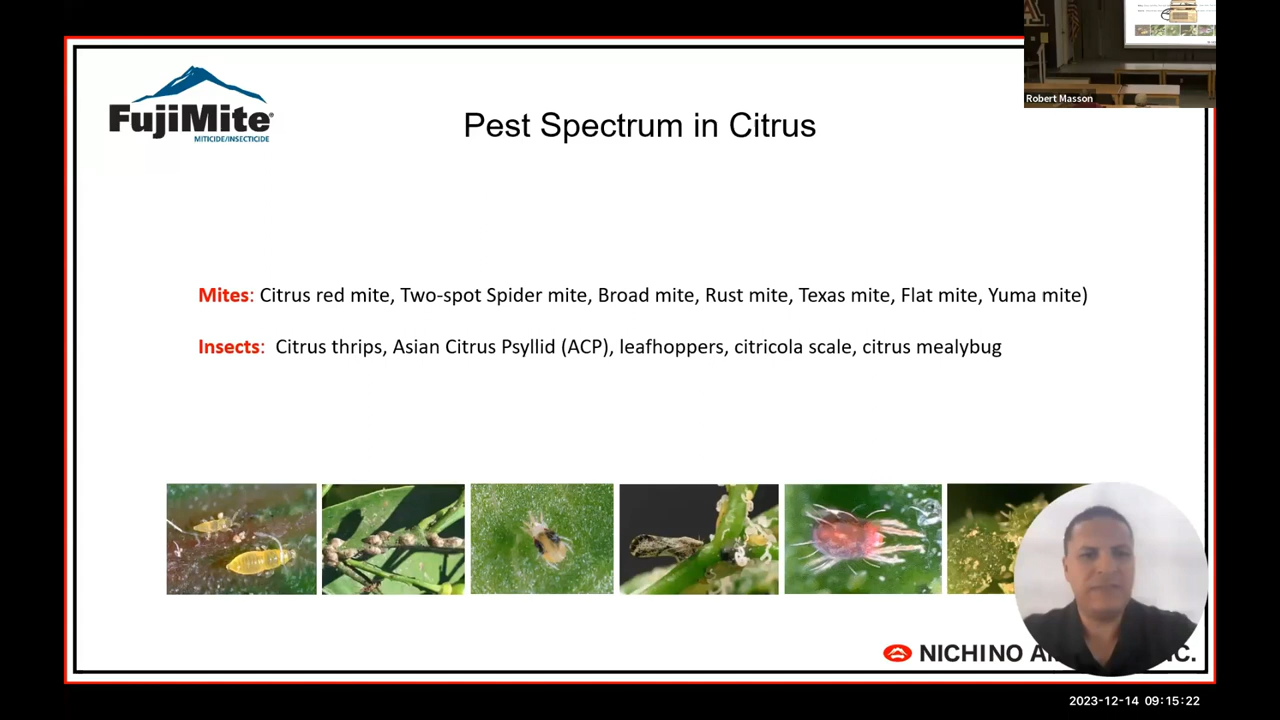 FujiMite®
MITICIDE/INSECTICIDE
Pest Spectrum in Citrus
Robert Masson
Mites: Citrus red mite, Two-spot Spider mite, Broad mite, Rust mite, Texas mite, Flat mite, Yuma mite)
Insects: Citrus thrips, Asian Citrus Psyllid (ACP), leafhoppers, citricola scale, citrus mealybug
NICHINO
2023-12-14 09:15:22